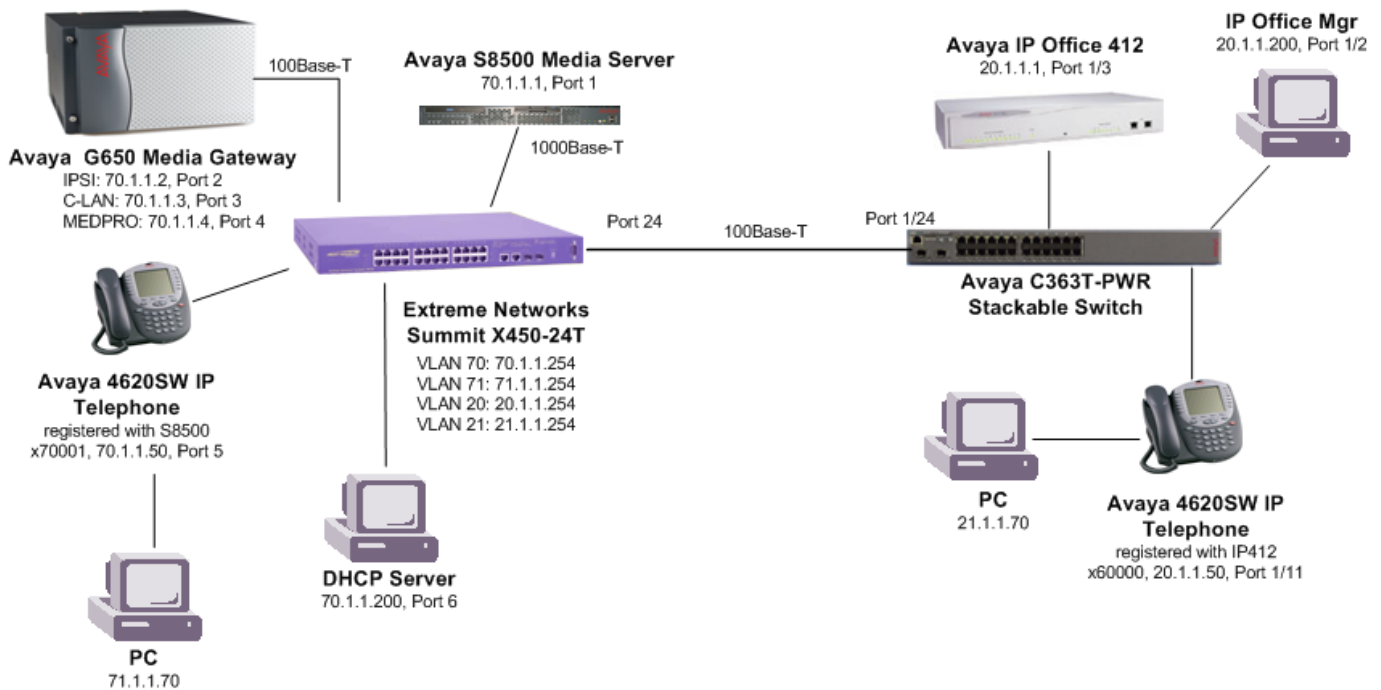 100Base-T
Avaya G650 Media Gateway
IPSI: 70.1.1.2, Port 2
C-LAN: 70.1.1.3, Port 3
MEDPRO: 70.1.1.4, Port 4
Avaya S8500 Media Server
70.1.1.1, Port 1
1000Base-T
Avaya IP Office 412
20.1.1.1, Port 1/3
IP Office Mgr
20.1.1.200, Port 1/2
Port 24
100Base-T
Port 1/24
Extreme Networks
Summit X450-24T
VLAN 70: 70.1.1.254
VLAN 71: 71.1.1.254
VLAN 20: 20.1.1.254
VLAN 21: 21.1.1.254
Avaya C363T-PWR
Stackable Switch
Avaya 4620SW IP
Telephone
registered with S8500
x70001, 70.1.1.50, Port 5
PC
71.1.1.70
DHCP Server
70.1.1.200, Port 6
PC
21.1.1.70
Avaya 4620SW IP
Telephone
registered with IP412
x60000, 20.1.1.50, Port 1/11
AVAYA